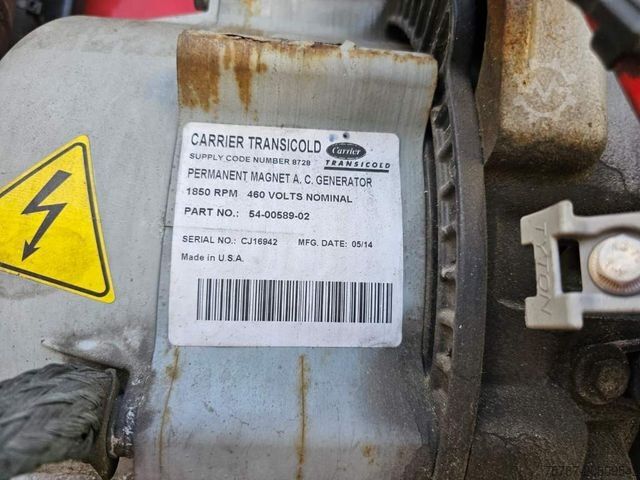 CARRIER TRANSICOLD
SUPPLY CODE NUMBER 8728
Carrier
TRANSICOLD
PERMANENT MAGNET A.C. GENERATOR
1850 RPM 460 VOLTS NOMINAL
PART NO.: 54-00589-02
SERIAL NO.: CJ16942 MFG. DATE: 05/14
Made in U.S.A.
TYTON